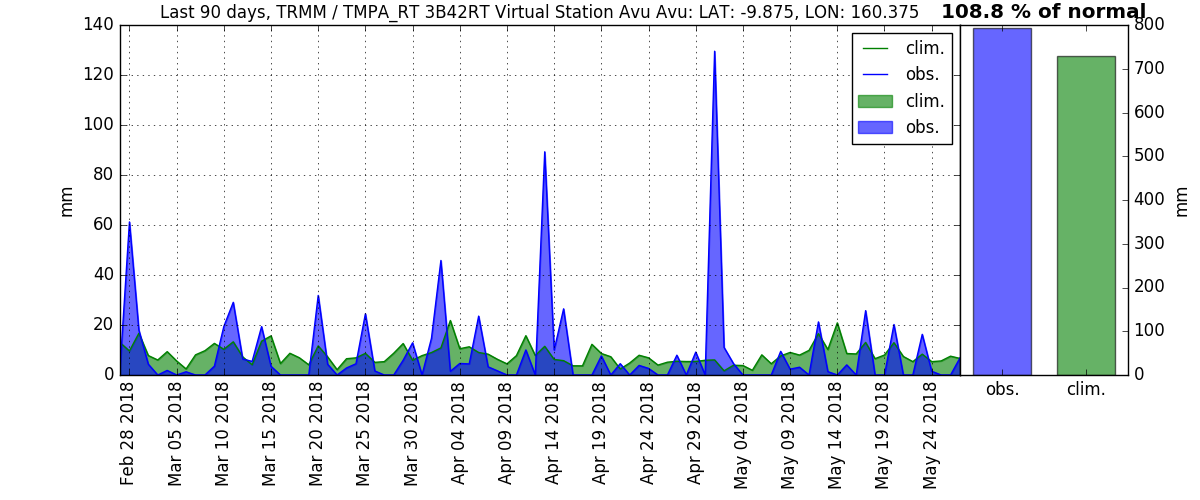 Last 90 days, TRMM / TMPA_RT 3B42RT Virtual Station Avu Avu: LAT: -9.875, LON: 160.375
108.8 % of normal
140
120
100
80
60
40
20
0
mm
clim.
obs.
clim.
obs.
800
700
600
500
400
300
200
100
0
mm
obs.
clim.
Feb 28 2018
Mar 05 2018
Mar 10 2018
Mar 15 2018
Mar 20 2018
Mar 25 2018
Mar 30 2018
Apr 04 2018
Apr 09 2018
Apr 14 2018
Apr 19 2018
Apr 24 2018
Apr 29 2018
May 04 2018
May 09 2018
May 14 2018
May 19 2018
May 24 2018